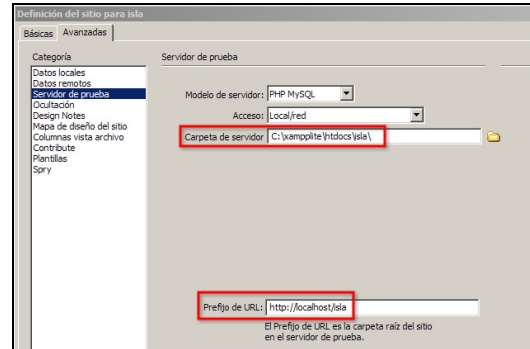 Definición del sitio para isla
Básicas Avanzadas
Categoría
Datos locales
Datos remotos
Servidor de prueba
Ocultación
Design Notes
Mapa de diseño del sitio
Columnas vista archivo
Contribute
Plantillas
Spry
Servidor de prueba
Modelo de servidor: PHP MySQL
Acceso: Local/red
Carpeta de servidor C:\xampplite\htdocs\isla\
Prefijo de URL: http://localhost/isla
El Prefijo de URL es la carpeta raíz del sitio
en el servidor de prueba.